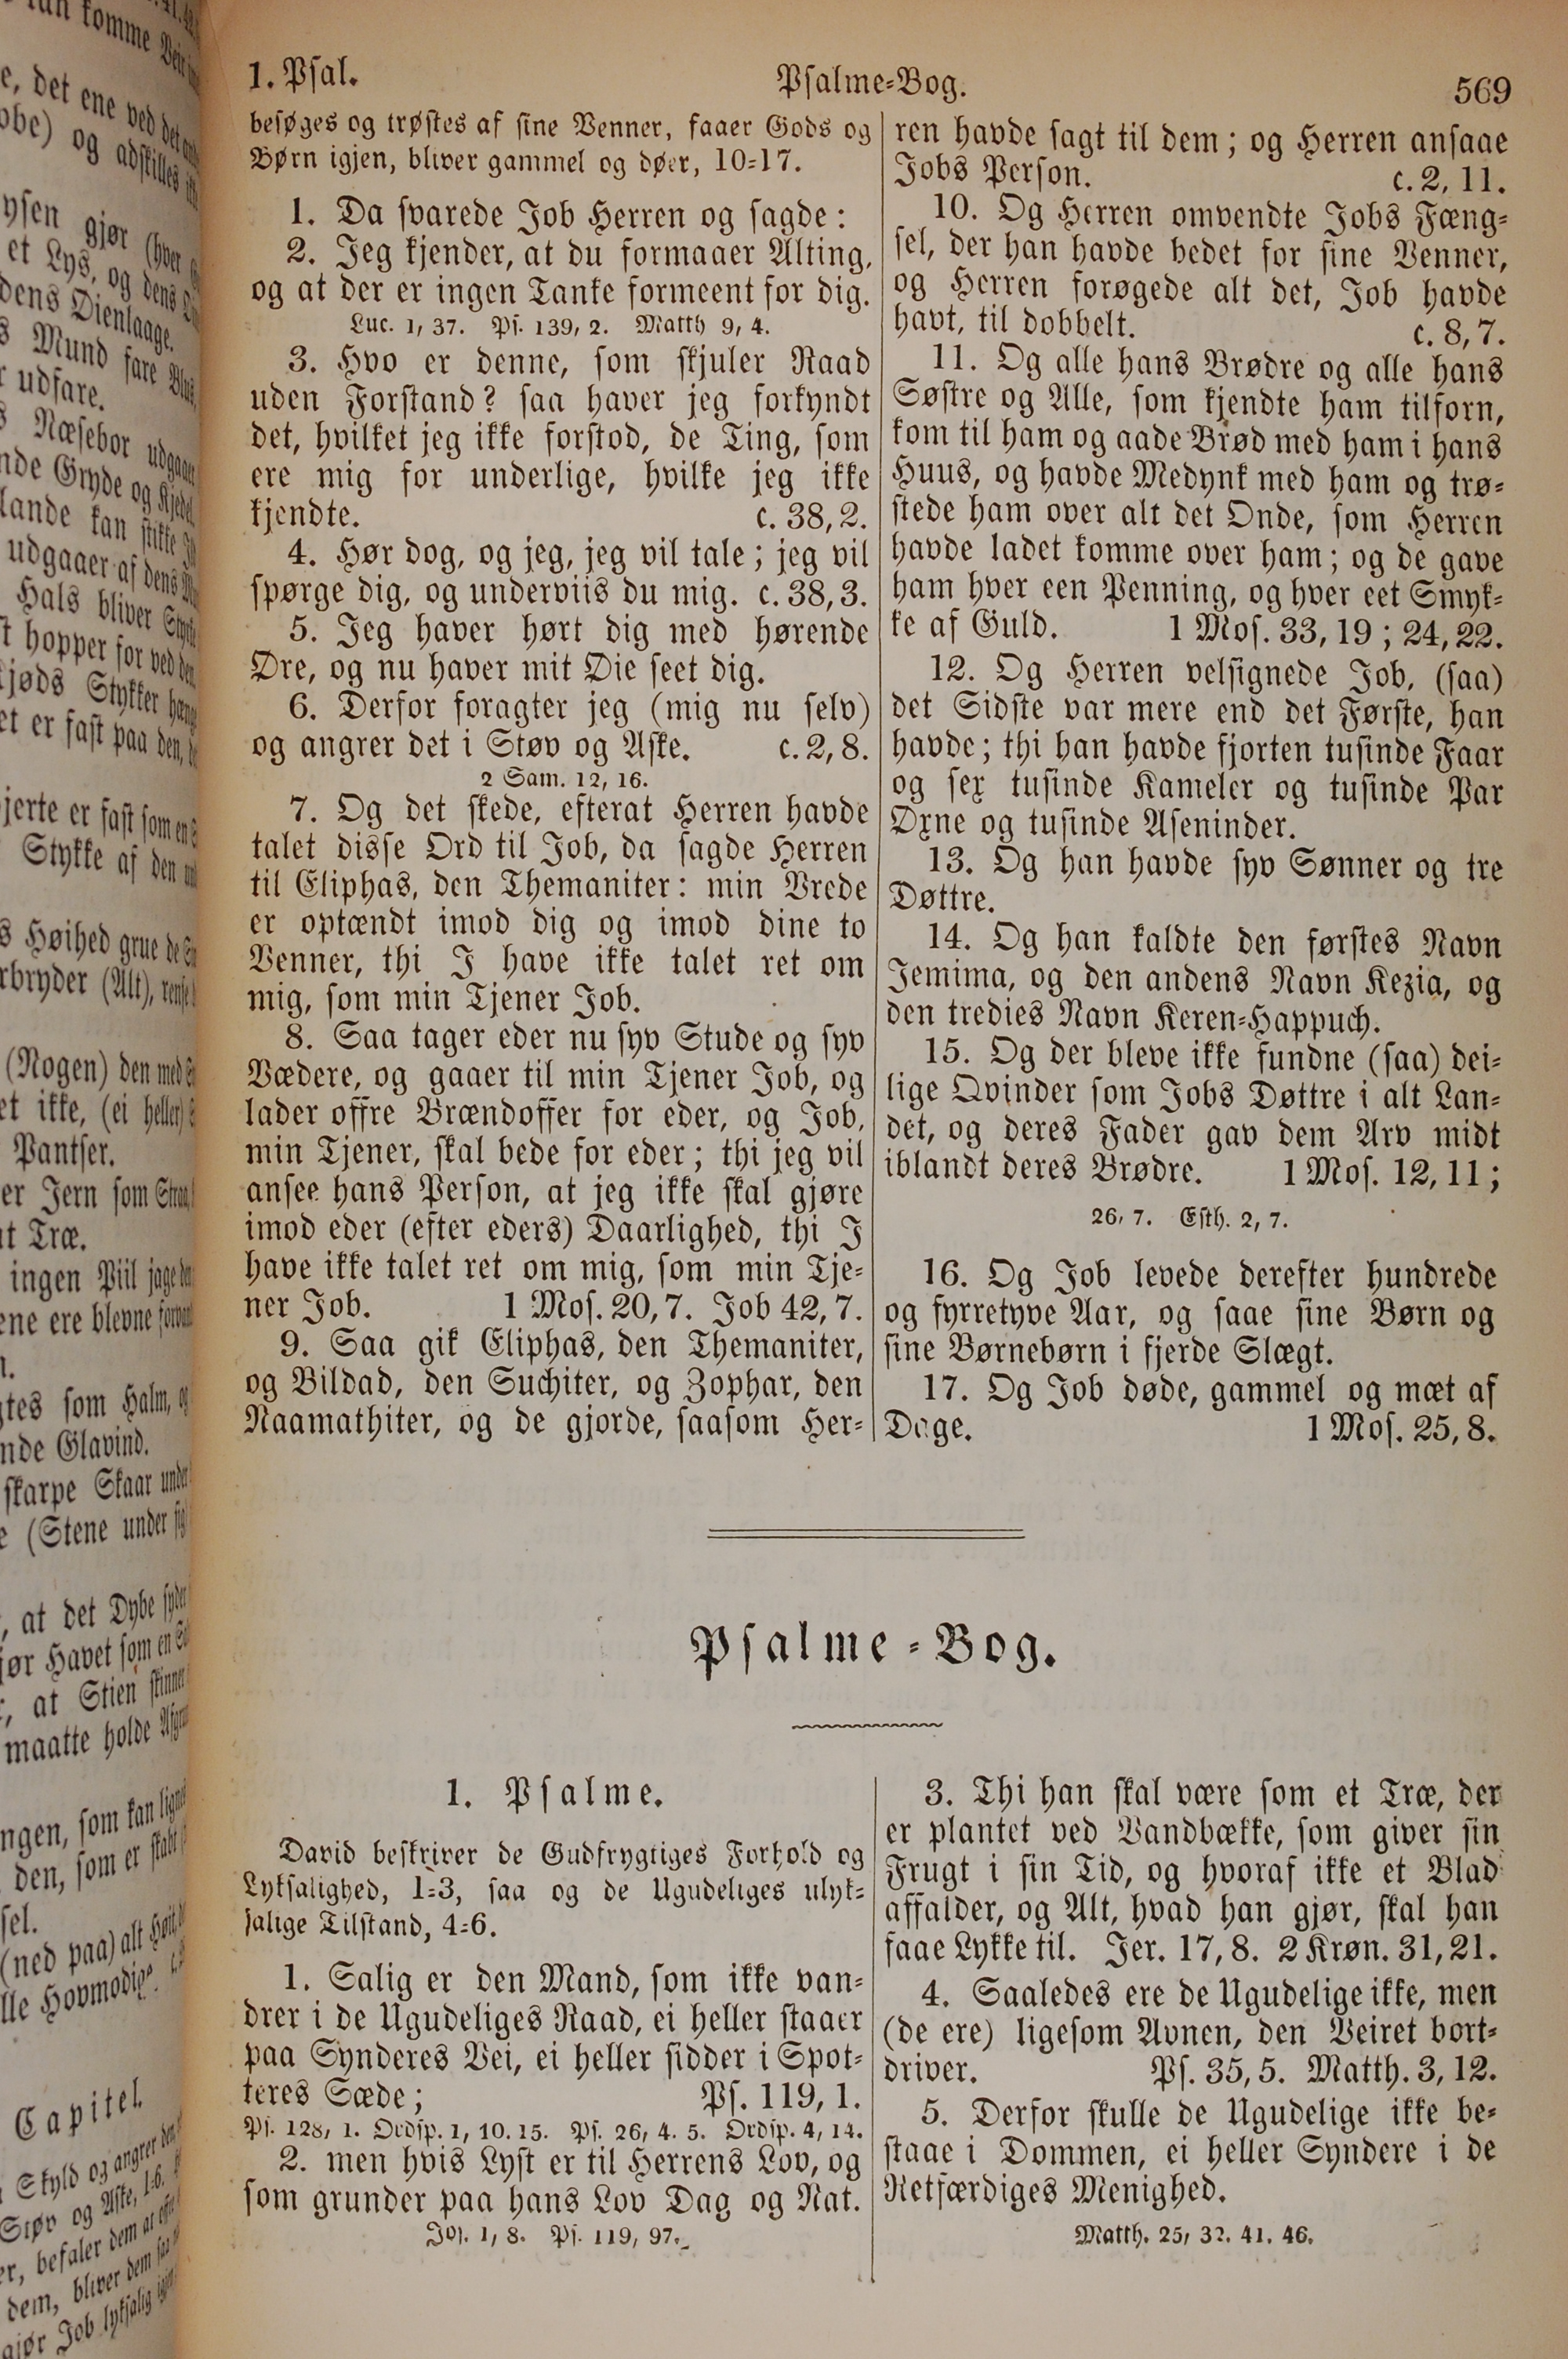 1. Psal.
Psalme-Bog.
569
besøges og trøstes af sine Venner, faaer Gods og
Børn igjen, bliver gammel og døer, 10-17.
1. Da svarede Job Herren og sagde:
2. Jeg kjender, at du formaaer Alting,
og at der er ingen Tanke formeent for dig.
Luc. 1, 37. Ps. 139, 2. Matth 9, 4.
3. Hvo er denne, som skjuler Raad
uden Forstand? saa haver jeg forkyndt
det, hvilket jeg ikke forstod, de Ting, som
ere mig for underlige, hvilke jeg ikke
kjendte. c. 38, 2.
4. Hør dog, og jeg, jeg vil tale; jeg vil
spørge dig, og underviis du mig. c. 38, 3.
5. Jeg haver hørt dig med hørende
Øre, og nu haver mit Øie seet dig.
6. Derfor foragter jeg (mig nu selv)
og angrer det i Støv og Aske. c. 2, 8.
2 Sam. 12, 16.
7. Og det skede, efterat Herren havde
talet disse Ord til Job, da sagde Herren
til Eliphas, den Themaniter: min Vrede
er optændt imod dig og imod dine to
Venner, thi I have ikke talet ret om
mig, som min Tjener Job.
8. Saa tager eder nu syv Stude og syv
Vædere, og gaaer til min Tjener Job, og
lader offre Brændoffer for eder, og Job,
min Tjener, skal bede for eder; thi jeg vil
ansee hans Person, at jeg ikke skal gjøre
imod eder (efter eders) Daarlighed, thi I
have ikke talet ret om mig, som min Tje-
ner Job. 1 Mos. 20, 7. Job 42, 7.
9. Saa gik Eliphas, den Themaniter,
og Bildad, den Suchiter, og Zophar, den
Naamathiter, og de gjorde, saasom Her-
ren havde sagt til dem; og Herren ansaae
Jobs Person. c. 2, 11.
10. Og Herren omvendte Jobs Fæng-
sel, der han havde bedet for sine Venner,
og Herren forøgede alt det, Job havde
havt, til dobbelt. c. 8, 7.
11. Og alle hans Brødre og alle hans
Søstre og Alle, som kjendte ham tilforn,
kom til ham og aade Brød med ham i hans
Huus, og havde Medynk med ham og trø-
stede ham over alt det Onde, som Herren
havde ladet komme over ham; og de gave
ham hver een Penning, og hver eet Smyk-
ke af Guld. 1 Mos. 33, 19; 24, 22.
12. Og Herren velsignede Job, (saa)
det Sidste var mere end det Første, han
havde; thi han havde fjorten tusinde Faar
og sex tusinde Kameler og tusinde Par
Øxne og tusinde Aseninder.
13. Og han havde syv Sønner og tre
Døttre.
14. Og han kaldte den førstes Navn
Jemima, og den andens Navn Kezia, og
den tredies Navn Keren-Happuch.
15. Og der bleve ikke fundne (saa) dei-
lige Qvinder som Jobs Døttre i alt Lan-
det, og deres Fader gav dem Arv midt
iblandt deres Brødre. 1 Mos. 12, 11;
26, 7. Esth. 2, 7.
16. Og Job levede derefter hundrede
og fyrretyve Aar, og saae sine Børn og
sine Børnebørn i fjerde Slægt.
17. Og Job døde, gammel og mæt af
Dage. 1 Mos. 25, 8.
Psalme-Bog.
1. Psalme.
David beskriver de Gudfrygtiges Forhold og
Lyksalighed, 1-3, saa og de Ugudeliges ulyk-
salige Tilstand, 4-6.
1. Salig er den Mand, som ikke van-
drer i de Ugudeliges Raad, ei heller staaer
paa Synderes Vei, ei heller sidder i Spot-
teres Sæde; Ps. 119, 1.
Ps. 128, 1. Ordsp. 1, 10. 15. Ps. 26, 4. 5. Ordsp. 4, 14.
2. men hvis Lyst er til Herrens Lov, og
som grunder paa hans Lov Dag og Nat.
Jos. 1, 8. Ps. 119, 97.
3. Thi han skal være som et Træ, der
er plantet ved Vandbække, som giver sin
Frugt i sin Tid, og hvoraf ikke et Blad
affalder, og Alt, hvad han gjør, skal han
faae Lykke til. Jer. 17, 8. 2 Krøn. 31, 21.
4. Saaledes ere de Ugudelige ikke, men
(de ere) ligesom Avnen, den Veiret bort-
driver. Ps. 35, 5. Matth. 3, 12.
5. Derfor skulle de Ugudelige ikke be-
staae i Dommen, ei heller Syndere i de
Retfærdiges Menighed.
Matth. 25, 32. 41. 46.